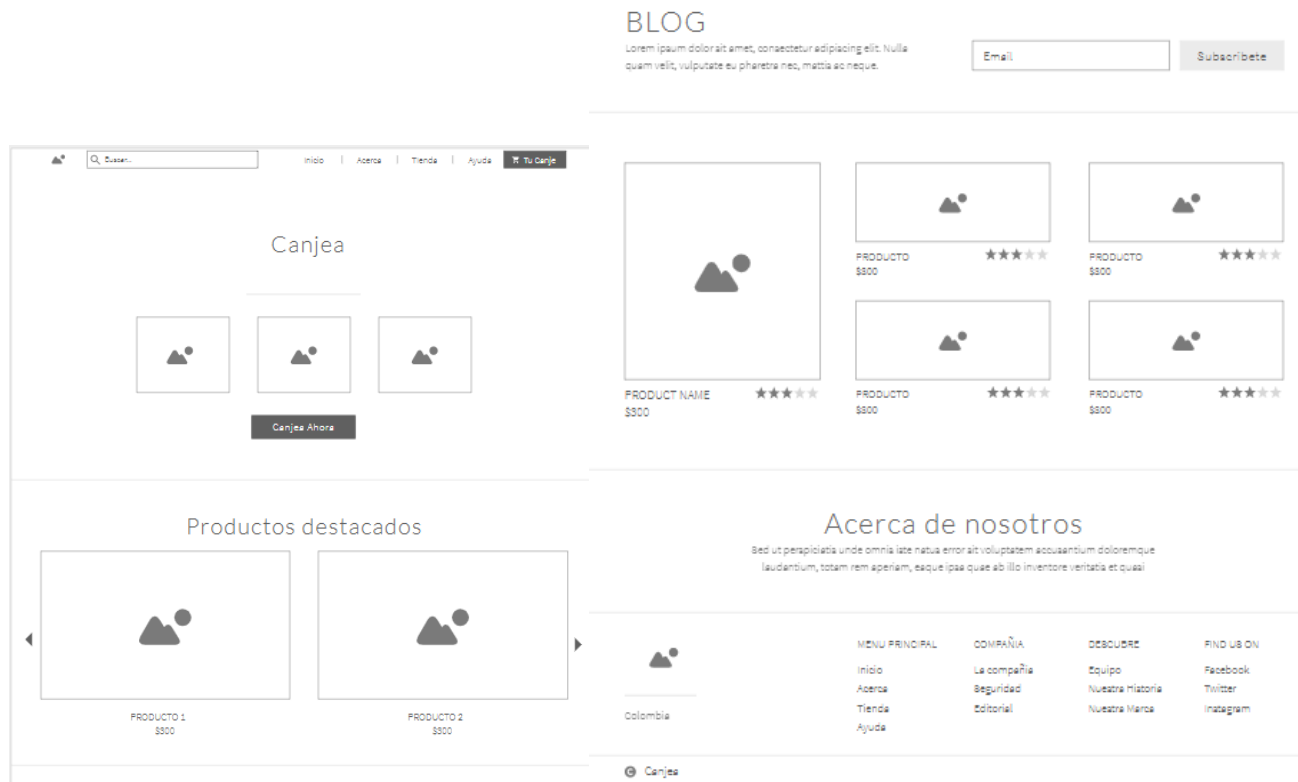 Buscar..
Inicio | Acerca | Tienda | Ayuda Tu Canje
Canjea
Canjea Ahora
Productos destacados
PRODUCTO 1
$300
PRODUCTO 2
$300
BLOG
Lorem ipsum dolor sit amet, consectetur adipiscing elit. Nulla
quam velit, vulputate eu pharetra nec, mattis ac neque.
Email
Subscribete
PRODUCT NAME
$300
PRODUCTO
$300
PRODUCTO
$300
PRODUCTO
$300
PRODUCTO
$300
Acerca de nosotros
Sed ut perspiciatis unde omnis iste natus error sit voluptatem accusantium doloremque
laudantium, totam rem aperiam, eaque ipsa quae ab illo inventore veritatis et quasi
Colombia
MENU PRINCIPAL
Inicio
Acerca
Tienda
Ayuda
COMPAÑIA
La compañia
Seguridad
Editorial
DESCUBRE
Equipo
Nuestra Historia
Nuestra Marca
FIND US ON
Facebook
Twitter
Instagram
© Canjea